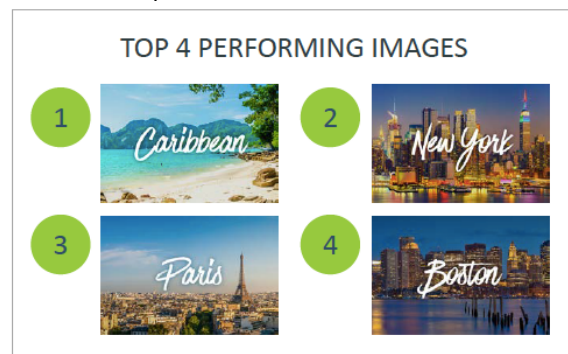 TOP 4 PERFORMING IMAGES
1
Caribbean
2
New York
3
Paris
4
Boston